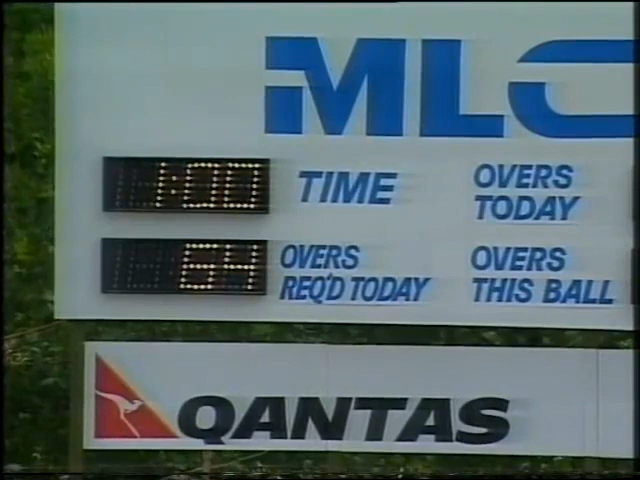 MLC
1:00 TIME OVERS TODAY
64 OVERS REQ'D TODAY OVERS THIS BALL
QANTAS